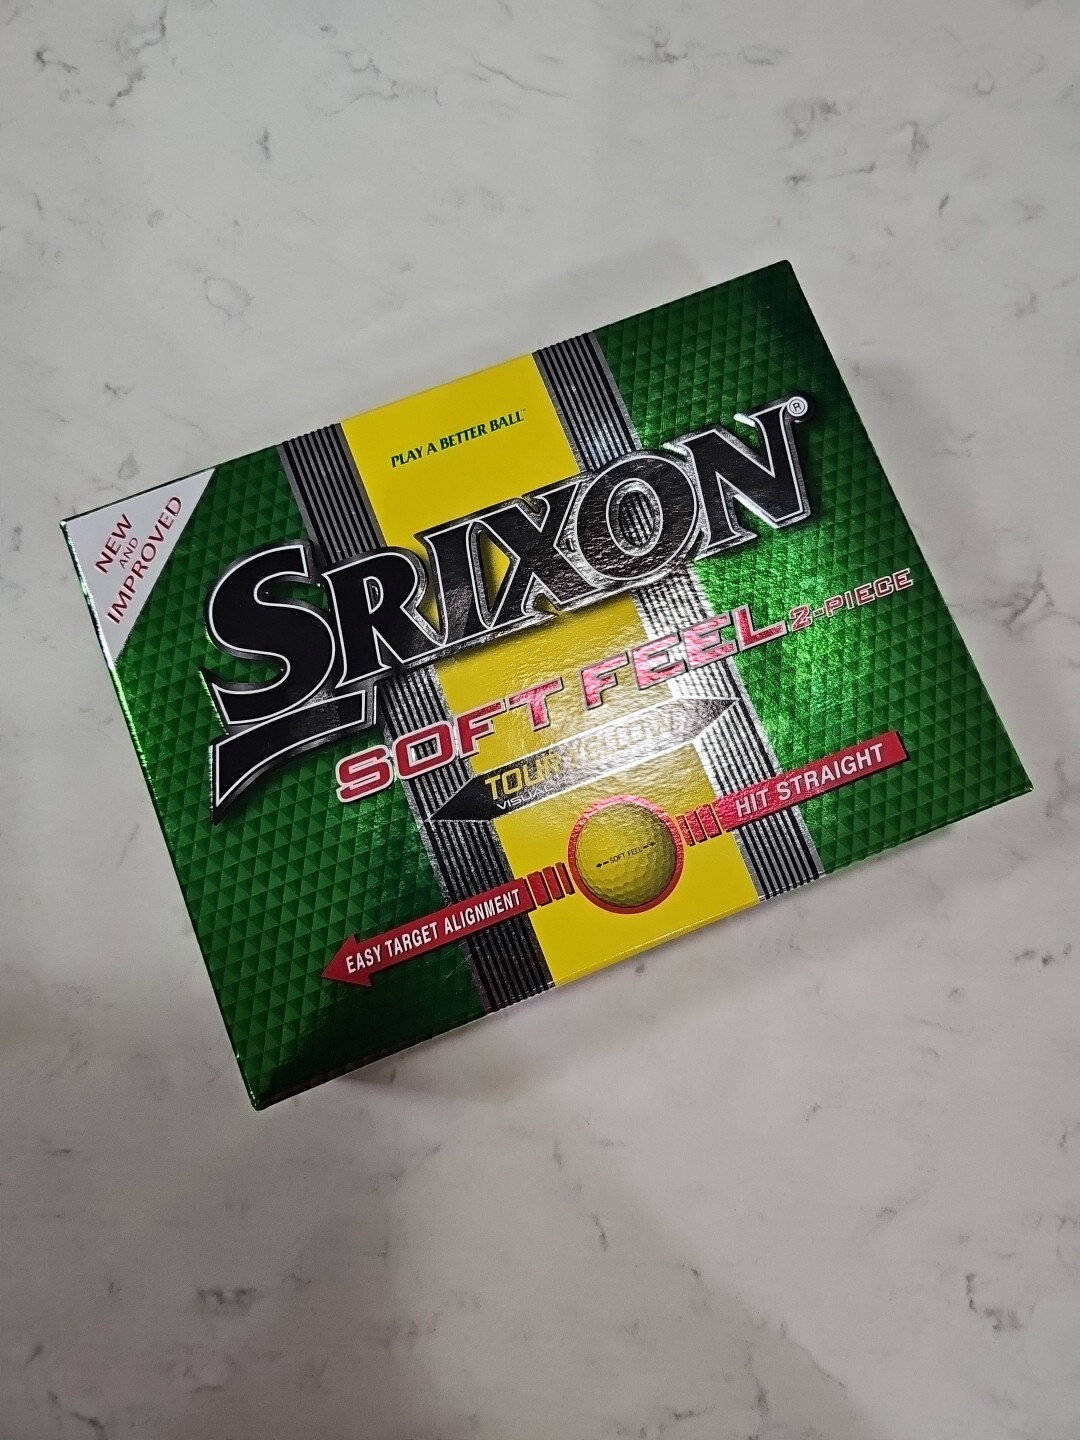 NEW
AND
IMPROVED
PLAY A BETTER BALL™
SRIXON®
SOFT FEEL 2-PIECE
TOUR YELLOW
HIT STRAIGHT
SOFT FEEL
EASY TARGET ALIGNMENT